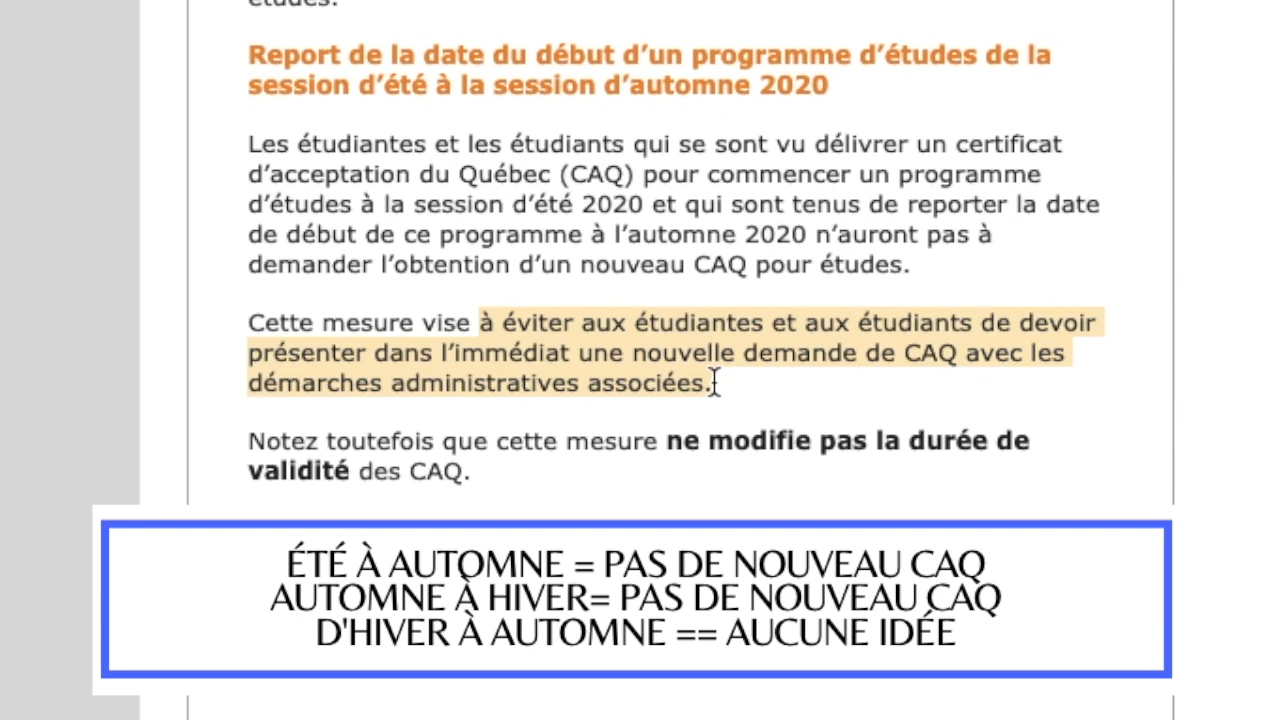 études.
Report de la date du début d’un programme d’études de la
session d’été à la session d’automne 2020
Les étudiantes et les étudiants qui se sont vu délivrer un certificat
d’acceptation du Québec (CAQ) pour commencer un programme
d’études à la session d’été 2020 et qui sont tenus de reporter la date
de début de ce programme à l’automne 2020 n’auront pas à
demander l’obtention d’un nouveau CAQ pour études.
Cette mesure vise à éviter aux étudiantes et aux étudiants de devoir
présenter dans l’immédiat une nouvelle demande de CAQ avec les
démarches administratives associées.
Notez toutefois que cette mesure ne modifie pas la durée de
validité des CAQ.
ÉTÉ À AUTOMNE = PAS DE NOUVEAU CAQ
AUTOMNE À HIVER= PAS DE NOUVEAU CAQ
D'HIVER À AUTOMNE == AUCUNE IDÉE